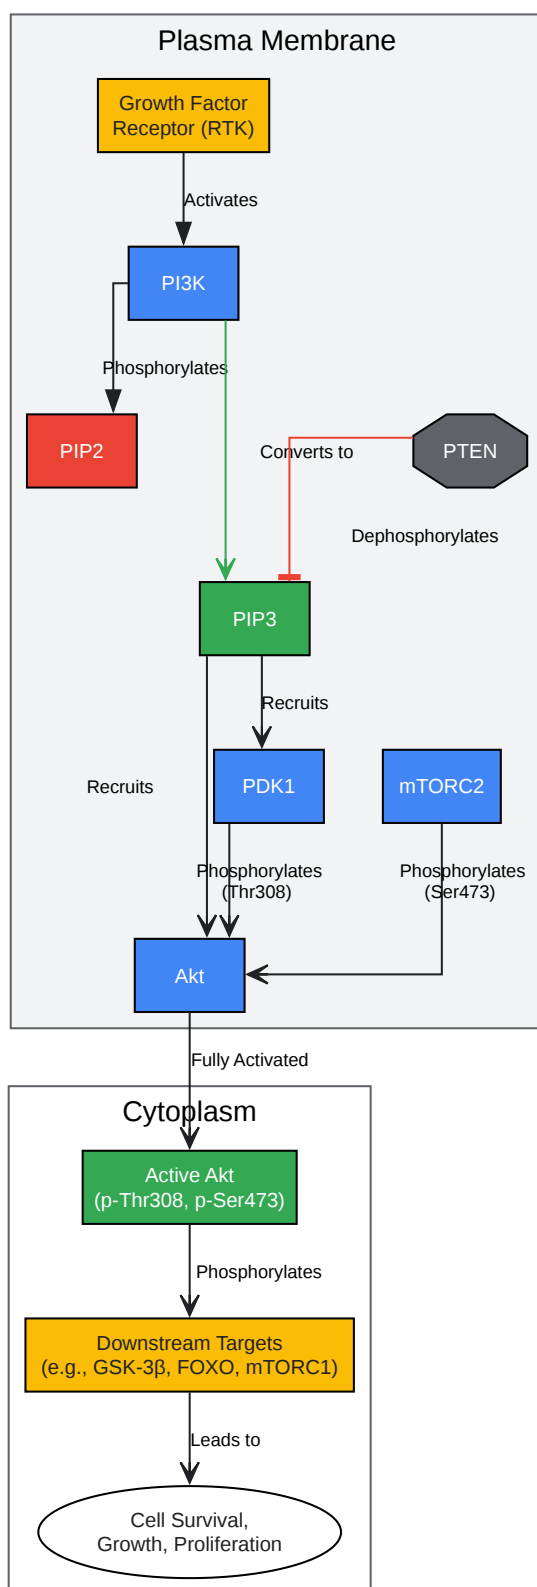 Plasma Membrane
Growth Factor
Receptor (RTK)
Activates
PI3K
Phosphorylates
PIP2
Converts to
PTEN
Dephosphorylates
PIP3
Recruits
Recruits
PDK1
mTORC2
Phosphorylates
(Thr308)
Phosphorylates
(Ser473)
Akt
Fully Activated
Cytoplasm
Active Akt
(p-Thr308, p-Ser473)
Phosphorylates
Downstream Targets
(e.g., GSK-3β, FOXO, mTORC1)
Leads to
Cell Survival,
Growth, Proliferation